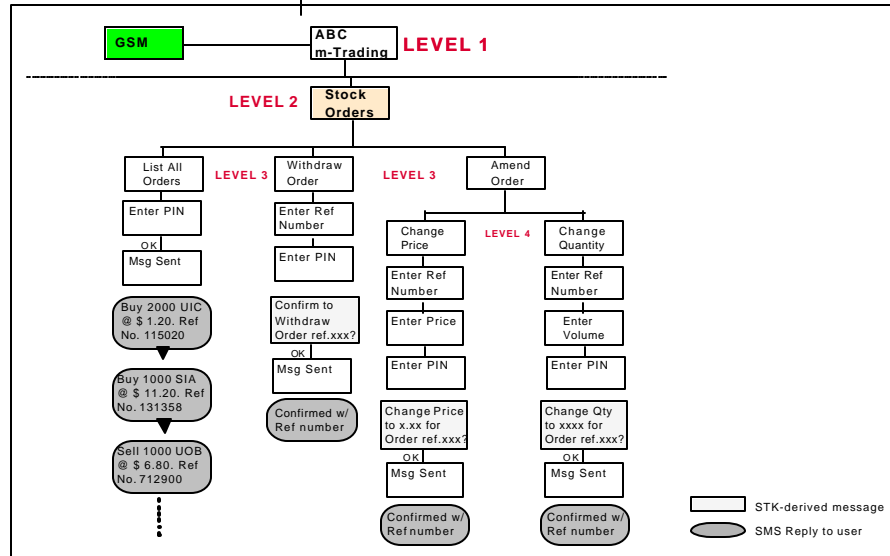 GSM
ABC
m-Trading
LEVEL 1
LEVEL 2
Stock
Orders
List All
Orders
LEVEL 3
Withdraw
Order
LEVEL 3
Amend
Order
Enter PIN
OK
Msg Sent
Buy 2000 UIC
@ $ 1.20. Ref
No. 115020
Buy 1000 SIA
@ $ 11.20. Ref
No. 131358
Sell 1000 UOB
@ $ 6.80. Ref
No. 712900
Enter Ref
Number
Enter PIN
Confirm to
Withdraw
Order ref.xxx?
OK
Msg Sent
Confirmed w/
Ref number
LEVEL 4
Change
Price
Enter Ref
Number
Enter Price
Enter PIN
Change Price
to x.xx for
Order ref.xxx?
OK
Msg Sent
Confirmed w/
Ref number
Change
Quantity
Enter Ref
Number
Enter
Volume
Enter PIN
Change Qty
to xxxx for
Order ref.xxx?
OK
Msg Sent
Confirmed w/
Ref number
STK-derived message
SMS Reply to user